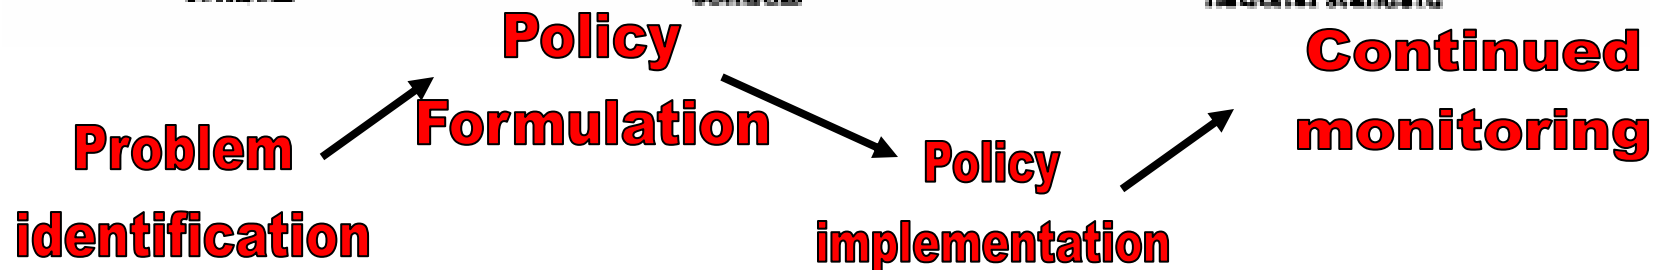 Problem
identification
Policy
Formulation
Policy
implementation
Continued
monitoring